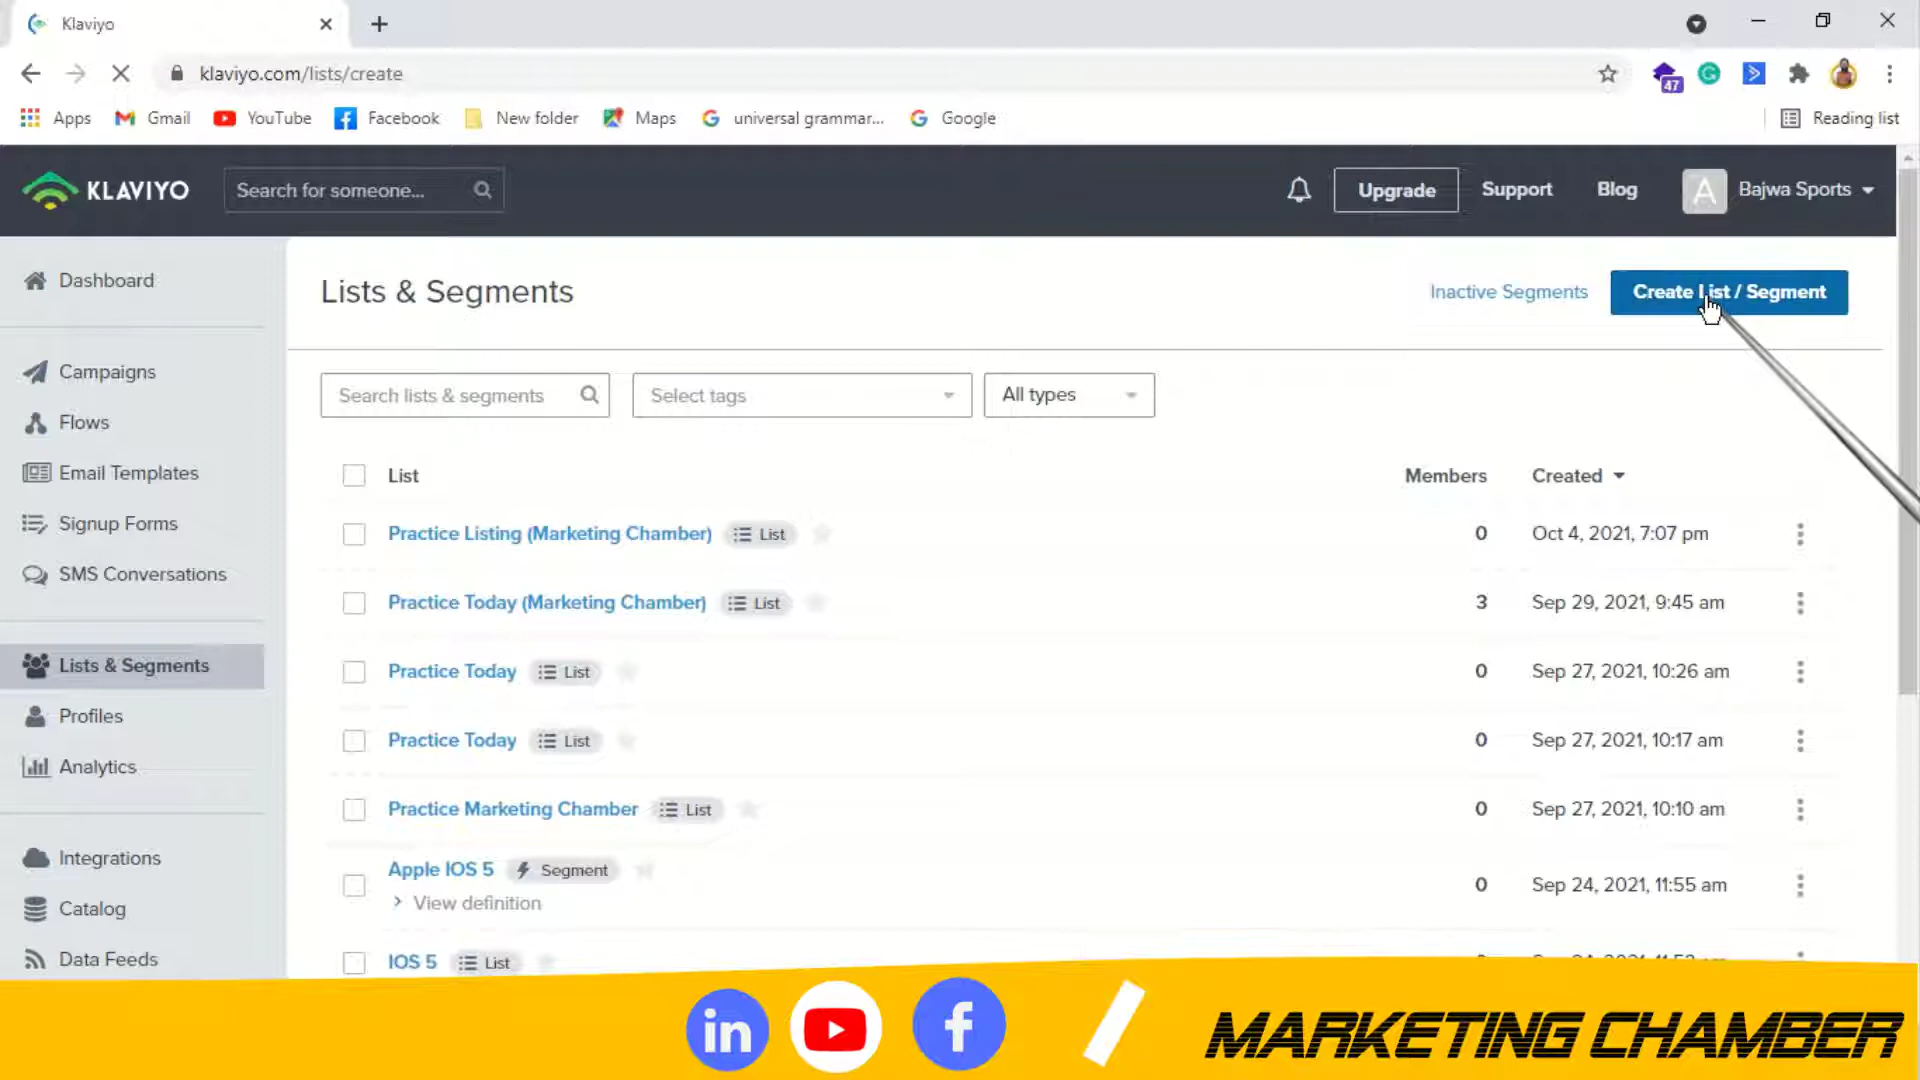 Klaviyo
klaviyo.com/lists/create
47
Apps Gmail YouTube Facebook New folder Maps universal grammar... Google Reading list
KLAVIYO Search for someone... Upgrade Support Blog A Bajwa Sports
Dashboard
Campaigns
Flows
Email Templates
Signup Forms
SMS Conversations
Lists & Segments
Profiles
Analytics
Integrations
Catalog
Data Feeds
Lists & Segments Inactive Segments Create List / Segment
Search lists & segments Select tags All types
List Members Created
Practice Listing (Marketing Chamber) List 0 Oct 4, 2021, 7:07 pm
Practice Today (Marketing Chamber) List 3 Sep 29, 2021, 9:45 am
Practice Today List 0 Sep 27, 2021, 10:26 am
Practice Today List 0 Sep 27, 2021, 10:17 am
Practice Marketing Chamber List 0 Sep 27, 2021, 10:10 am
Apple IOS 5 Segment 0 Sep 24, 2021, 11:55 am
View definition
IOS 5 List
in f MARKETING CHAMBER